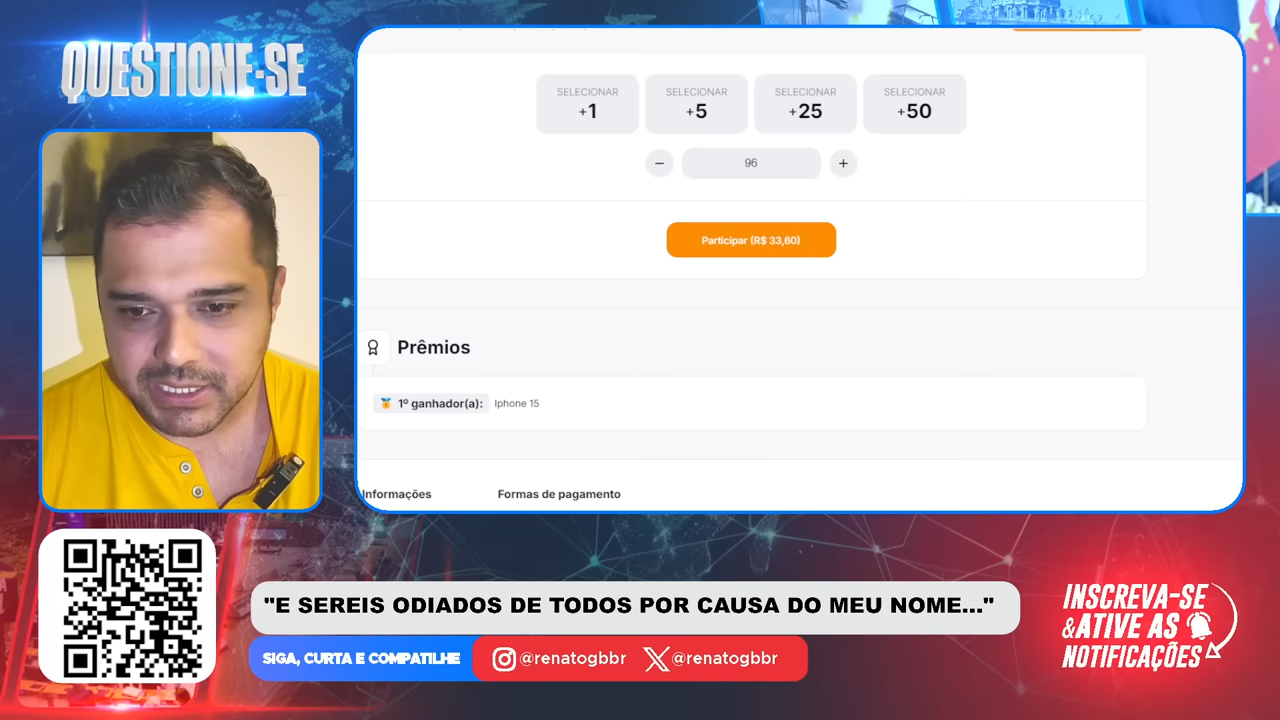 QUESTIONE-SE
SELECIONAR
+1
SELECIONAR
+5
SELECIONAR
+25
SELECIONAR
+50
−
96
+
Participar (R$ 33,60)
Prêmios
1º ganhador(a): Iphone 15
Informações
Formas de pagamento
"E SEREIS ODIADOS DE TODOS POR CAUSA DO MEU NOME..."
SIGA, CURTA E COMPATILHE
@renatogbbr
@renatogbbr
INSCREVA-SE
&ATIVE AS
NOTIFICAÇÕES